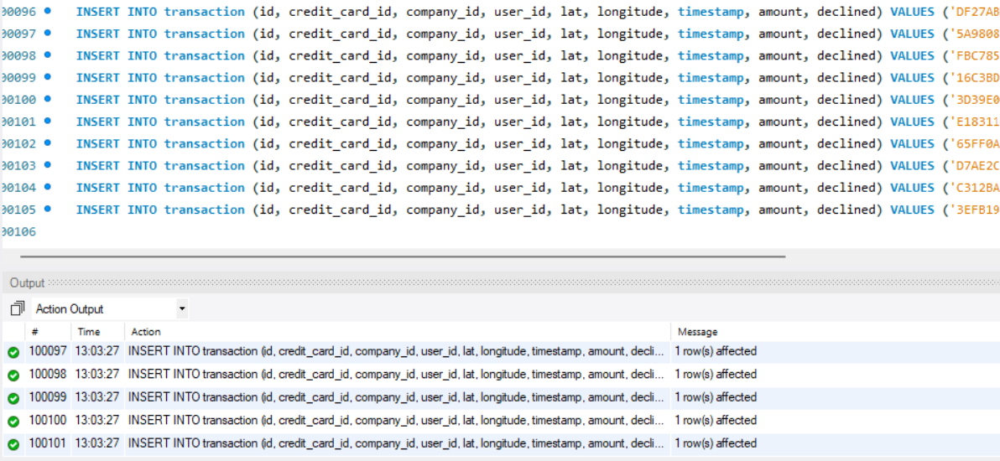 00096 INSERT INTO transaction (id, credit_card_id, company_id, user_id, lat, longitude, timestamp, amount, declined) VALUES ('DF27AB
00097 INSERT INTO transaction (id, credit_card_id, company_id, user_id, lat, longitude, timestamp, amount, declined) VALUES ('5A9808
00098 INSERT INTO transaction (id, credit_card_id, company_id, user_id, lat, longitude, timestamp, amount, declined) VALUES ('FBC785
00099 INSERT INTO transaction (id, credit_card_id, company_id, user_id, lat, longitude, timestamp, amount, declined) VALUES ('16C3BD
00100 INSERT INTO transaction (id, credit_card_id, company_id, user_id, lat, longitude, timestamp, amount, declined) VALUES ('3D39E0
00101 INSERT INTO transaction (id, credit_card_id, company_id, user_id, lat, longitude, timestamp, amount, declined) VALUES ('E18311
00102 INSERT INTO transaction (id, credit_card_id, company_id, user_id, lat, longitude, timestamp, amount, declined) VALUES ('65FF0A
00103 INSERT INTO transaction (id, credit_card_id, company_id, user_id, lat, longitude, timestamp, amount, declined) VALUES ('D7AE2C
00104 INSERT INTO transaction (id, credit_card_id, company_id, user_id, lat, longitude, timestamp, amount, declined) VALUES ('C312BA
00105 INSERT INTO transaction (id, credit_card_id, company_id, user_id, lat, longitude, timestamp, amount, declined) VALUES ('3EFB19
00106
Output
Action Output
# Time Action Message
100097 13:03:27 INSERT INTO transaction (id, credit_card_id, company_id, user_id, lat, longitude, timestamp, amount, decli... 1 row(s) affected
100098 13:03:27 INSERT INTO transaction (id, credit_card_id, company_id, user_id, lat, longitude, timestamp, amount, decli... 1 row(s) affected
100099 13:03:27 INSERT INTO transaction (id, credit_card_id, company_id, user_id, lat, longitude, timestamp, amount, decli... 1 row(s) affected
100100 13:03:27 INSERT INTO transaction (id, credit_card_id, company_id, user_id, lat, longitude, timestamp, amount, decli... 1 row(s) affected
100101 13:03:27 INSERT INTO transaction (id, credit_card_id, company_id, user_id, lat, longitude, timestamp, amount, decli... 1 row(s) affected